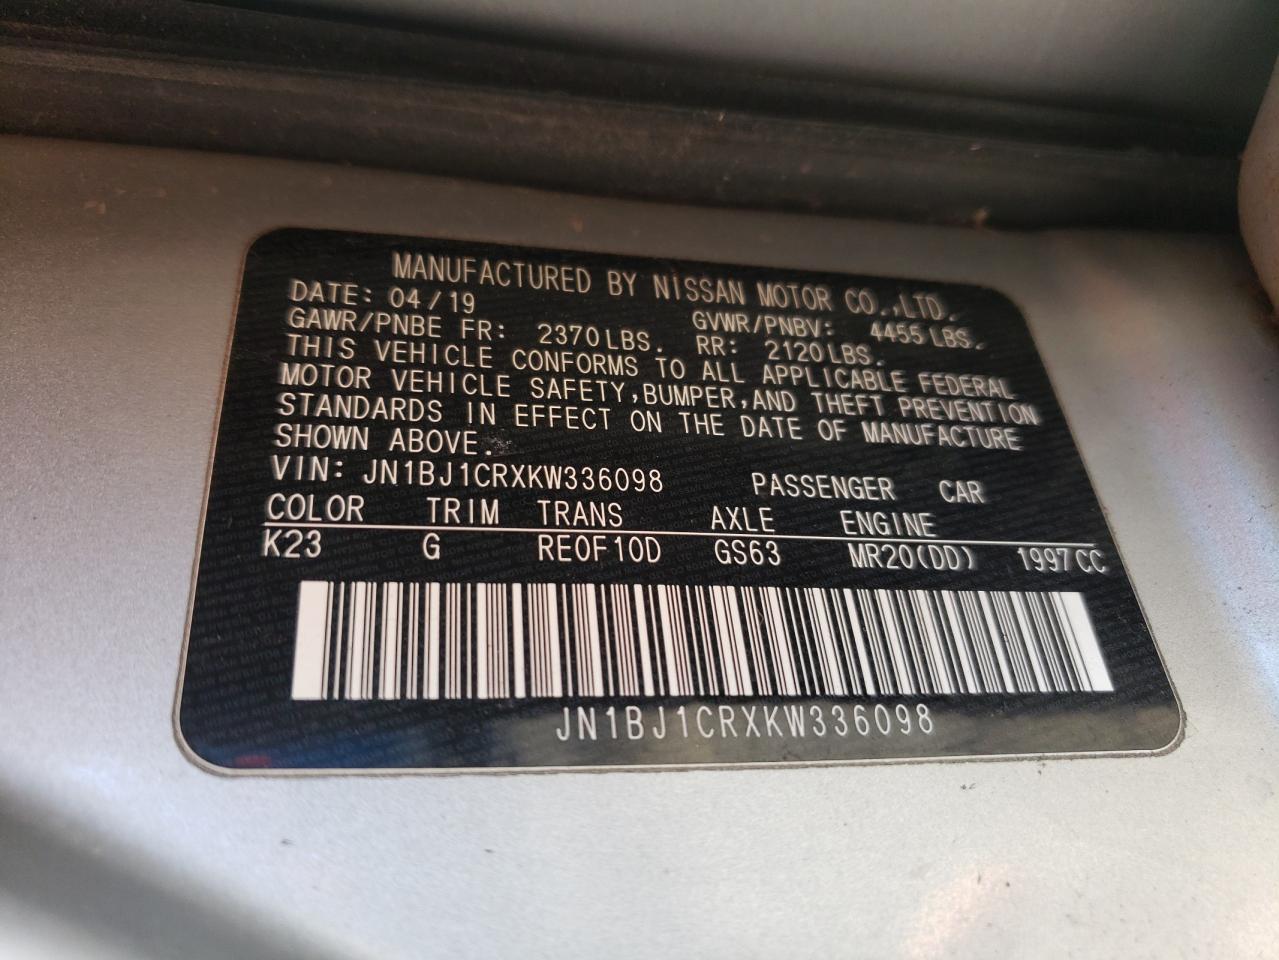 MANUFACTURED BY NISSAN MOTOR CO.,LTD.
DATE: 04/19 GVWR/PNBV: 4455 LBS.
GAWR/PNBE FR: 2370LBS. RR: 2120LBS.
THIS VEHICLE CONFORMS TO ALL APPLICABLE FEDERAL
MOTOR VEHICLE SAFETY,BUMPER,AND THEFT PREVENTION
STANDARDS IN EFFECT ON THE DATE OF MANUFACTURE
SHOWN ABOVE.
VIN: JN1BJ1CRXKW336098 PASSENGER CAR
COLOR TRIM TRANS AXLE ENGINE
K23 G RE0F10D GS63 MR20(DD) 1997CC
JN1BJ1CRXKW336098